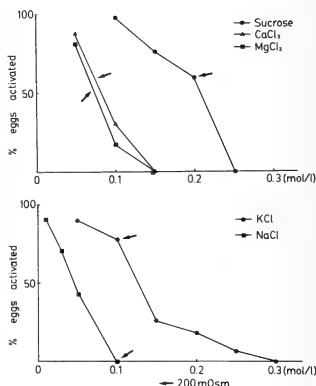 100
Sucrose
CaCl₂
MgCl₂
50
% eggs activated
0 0.1 0.2 0.3 (mol/l)
100
KCl
NaCl
50
% eggs activated
0 0.1 0.2 0.3 (mol/l)
← 200 mOsm